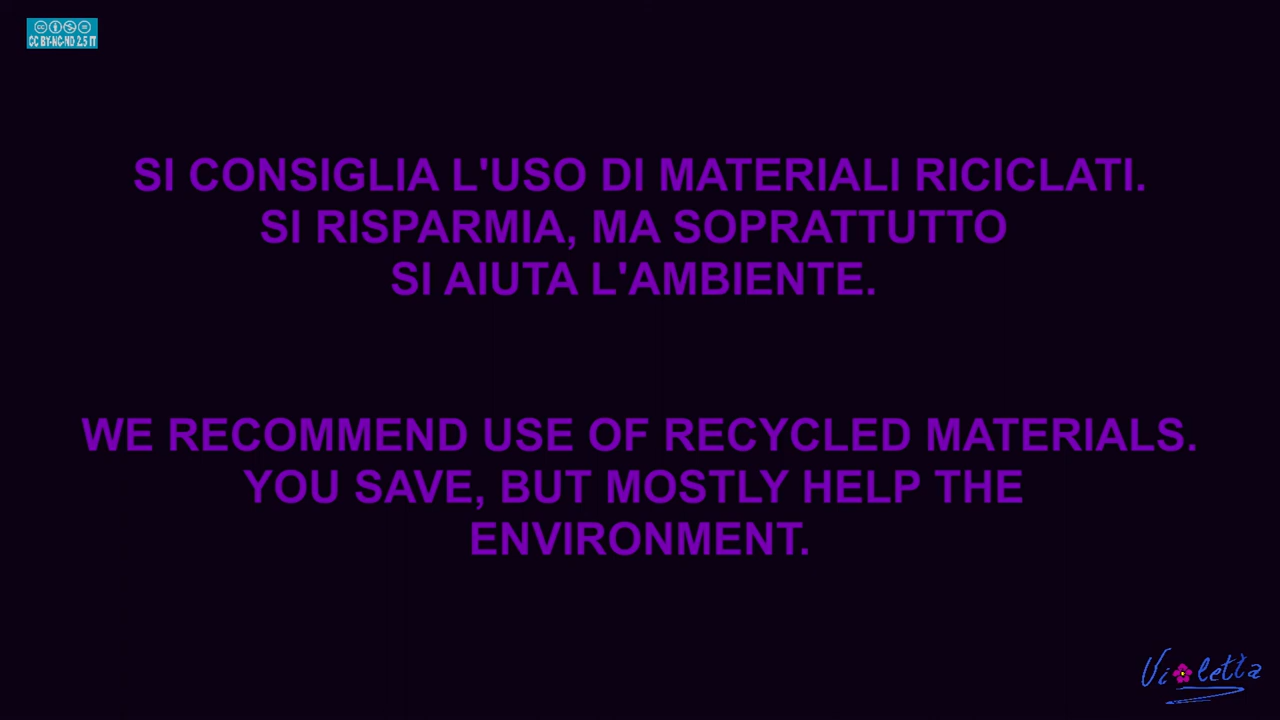 CC BY-NC-ND 2.5 IT
SI CONSIGLIA L'USO DI MATERIALI RICICLATI.
SI RISPARMIA, MA SOPRATTUTTO
SI AIUTA L'AMBIENTE.
WE RECOMMEND USE OF RECYCLED MATERIALS.
YOU SAVE, BUT MOSTLY HELP THE
ENVIRONMENT.
Violetta